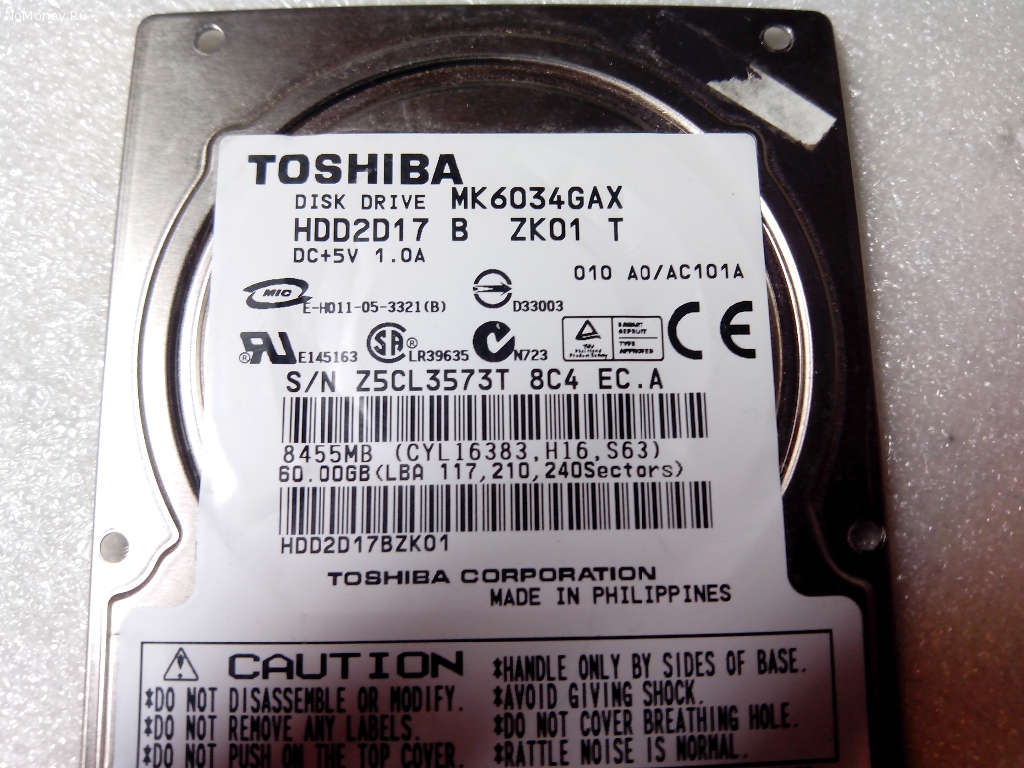 NoMoney.Ru
TOSHIBA
DISK DRIVE MK6034GAX
HDD2D17 B ZK01 T
DC+5V 1.0A
010 A0/AC101A
MIC E-H011-05-3321(B)
D33003
RU ® E145163
SA ® LR39635
N723
TYPE APPROVED
CE
S/N Z5CL3573T 8C4 EC.A
8455MB (CYL16383,H16,S63)
60.00GB(LBA 117,210,240Sectors)
HDD2D17BZK01
TOSHIBA CORPORATION
MADE IN PHILIPPINES
CAUTION
*DO NOT DISASSEMBLE OR MODIFY.
*DO NOT REMOVE ANY LABELS.
*DO NOT PUSH ON THE TOP COVER.
*HANDLE ONLY BY SIDES OF BASE.
*AVOID GIVING SHOCK.
*DO NOT COVER BREATHING HOLE.
*RATTLE NOISE IS NORMAL.